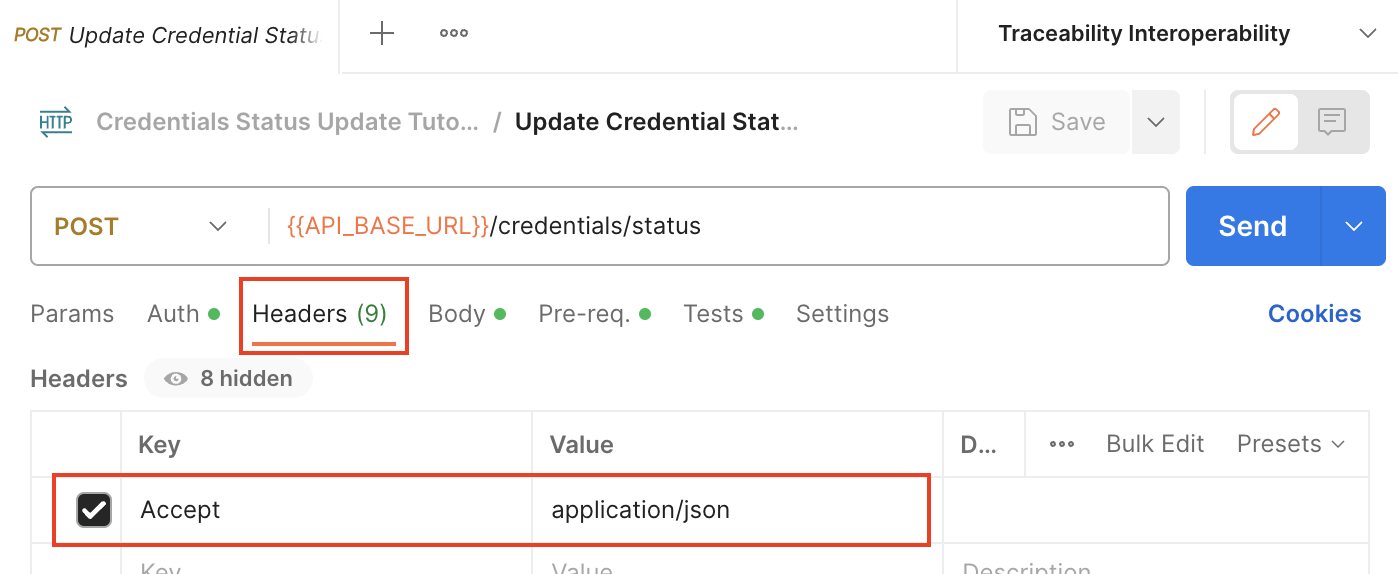 POST Update Credential Statu
Traceability Interoperability
HTTP Credentials Status Update Tuto... / Update Credential Stat...
Save
POST
{{API_BASE_URL}}/credentials/status
Send
Params Auth Headers (9) Body Pre-req. Tests Settings Cookies
Headers 8 hidden
Key Value D... Bulk Edit Presets
Accept application/json
Key Value Description